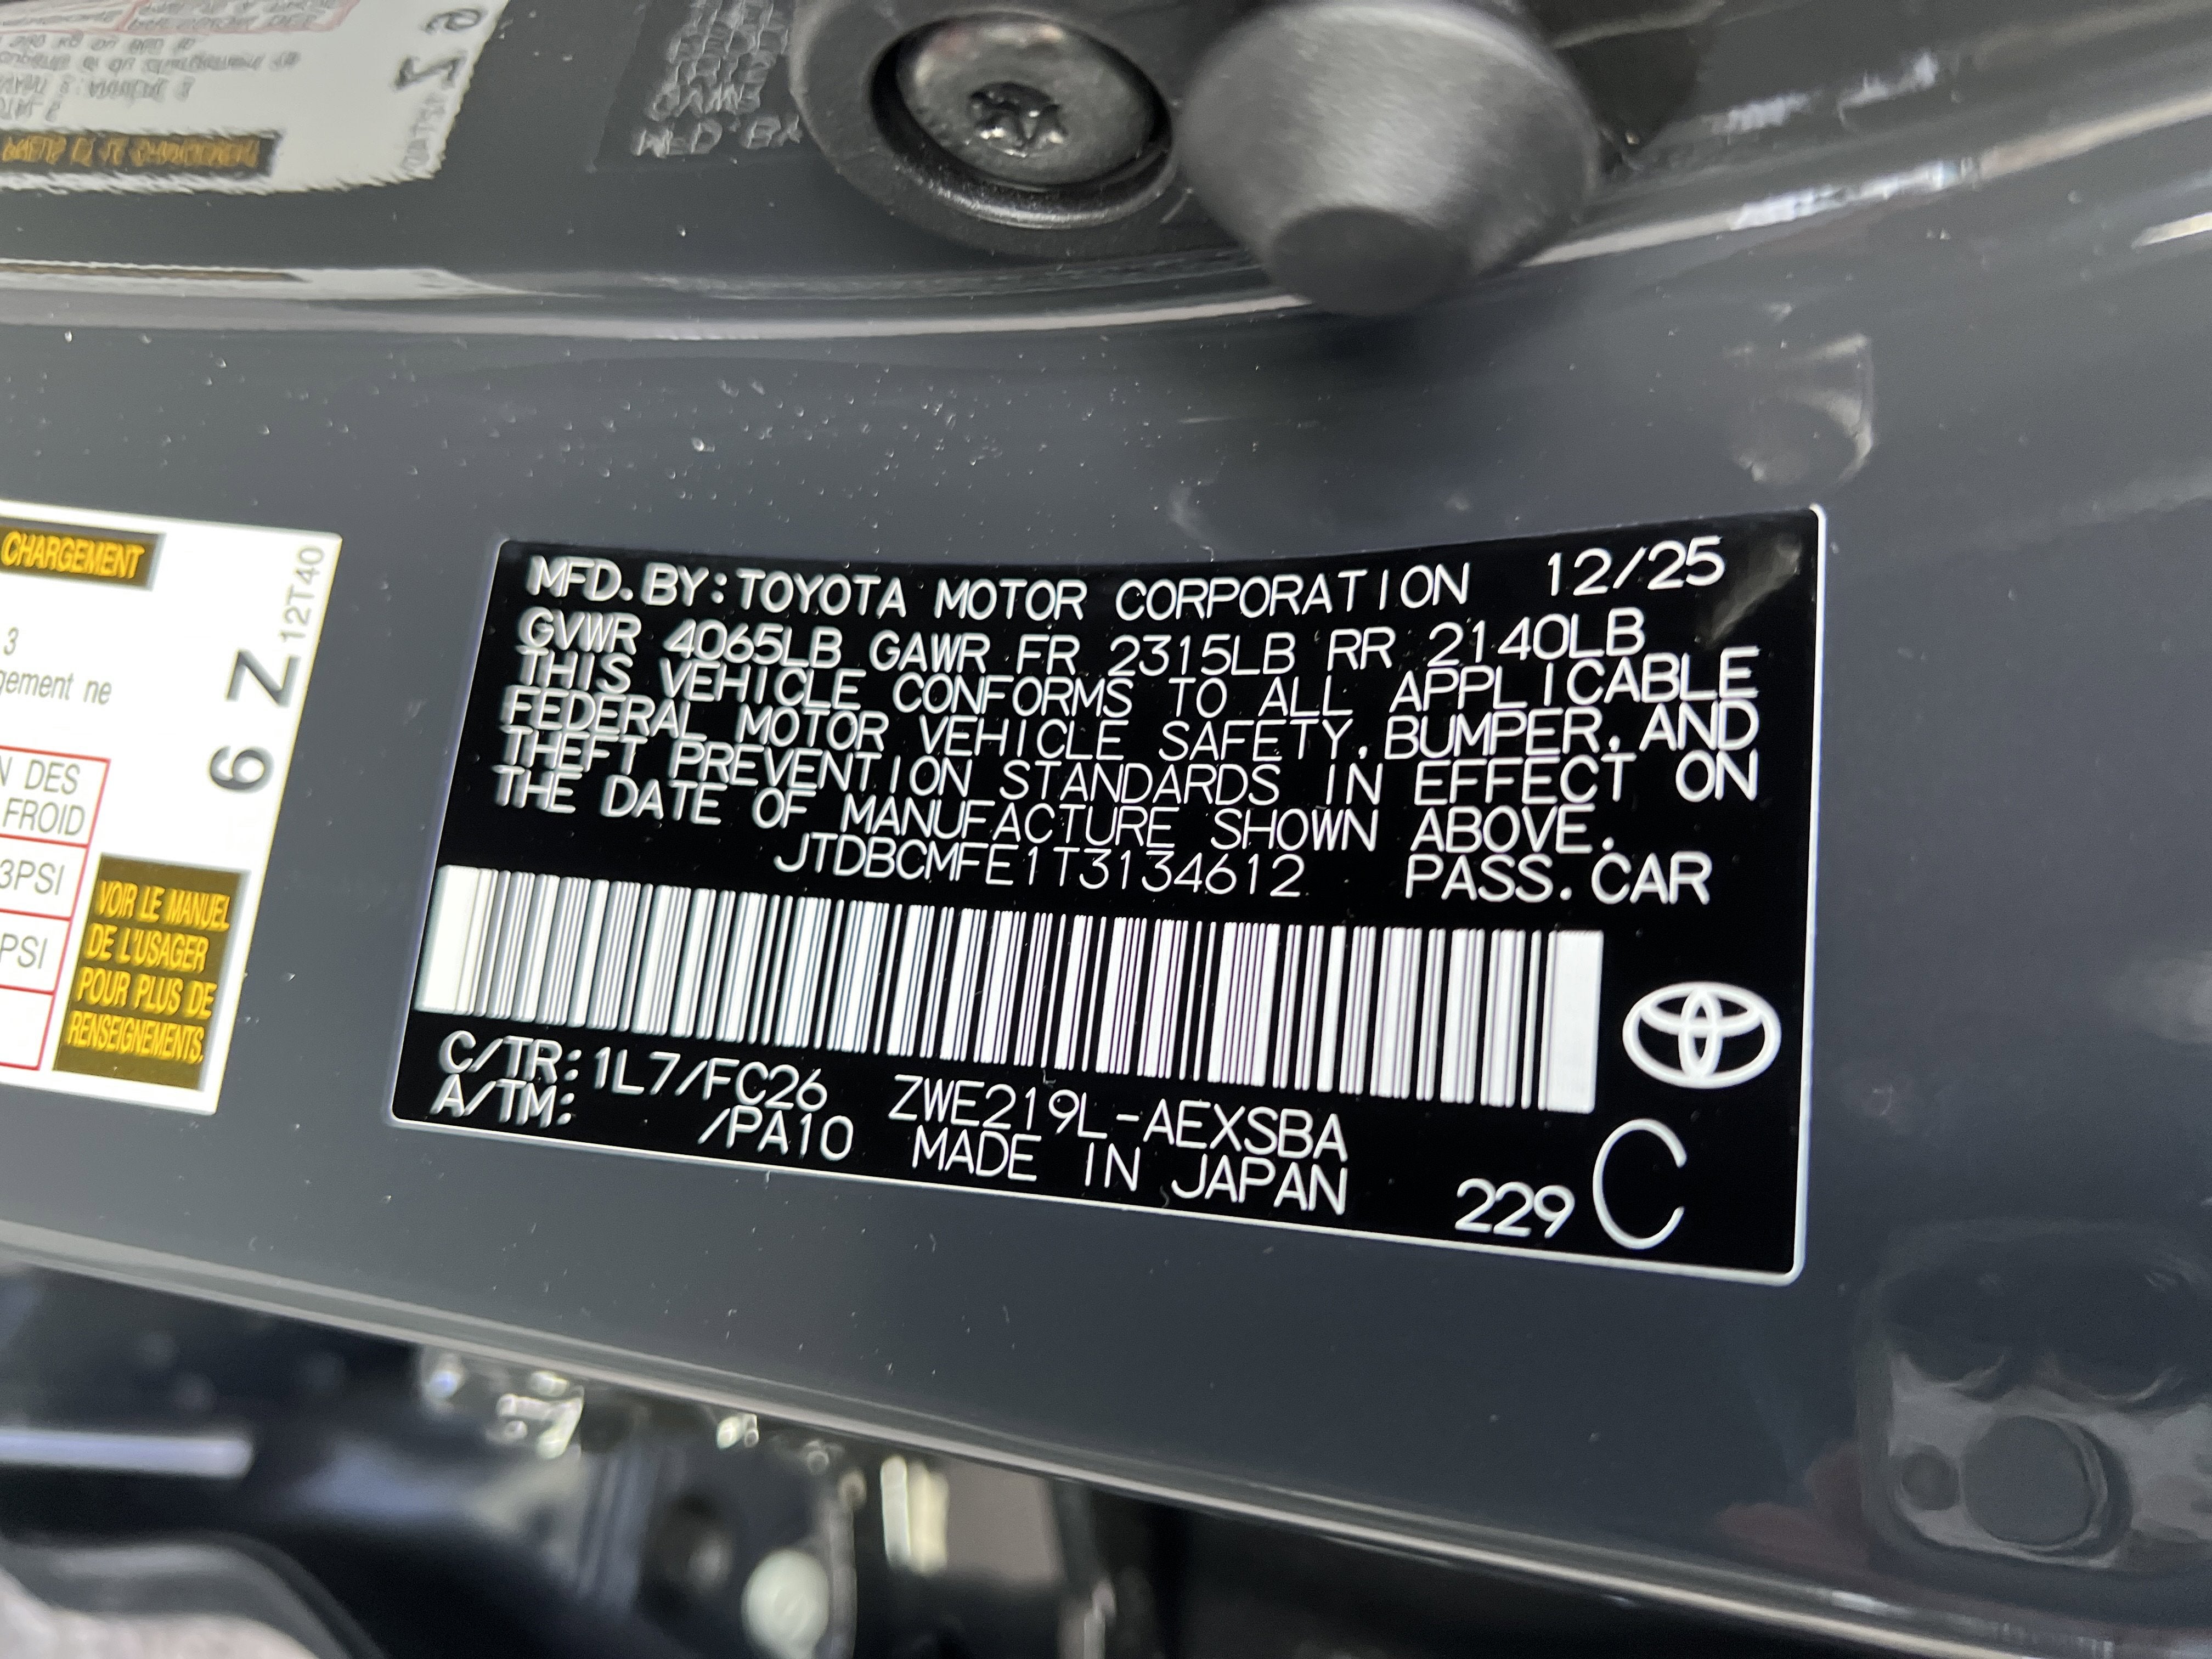 CHARGEMENT
3
gement ne
N DES
FROID
3PSI
PSI
VOIR LE MANUEL
DE L'USAGER
POUR PLUS DE
RENSEIGNEMENTS.
6 Z
12T40
MFD.BY:TOYOTA MOTOR CORPORATION 12/25
GVWR 4065LB GAWR FR 2315LB RR 2140LB
THIS VEHICLE CONFORMS TO ALL APPLICABLE
FEDERAL MOTOR VEHICLE SAFETY,BUMPER,AND
THEFT PREVENTION STANDARDS IN EFFECT ON
THE DATE OF MANUFACTURE SHOWN ABOVE.
JTDBCMFE1T3134612 PASS.CAR
C/TR:1L7/FC26 ZWE219L-AEXSBA
A/TM: /PA10 MADE IN JAPAN
229 C